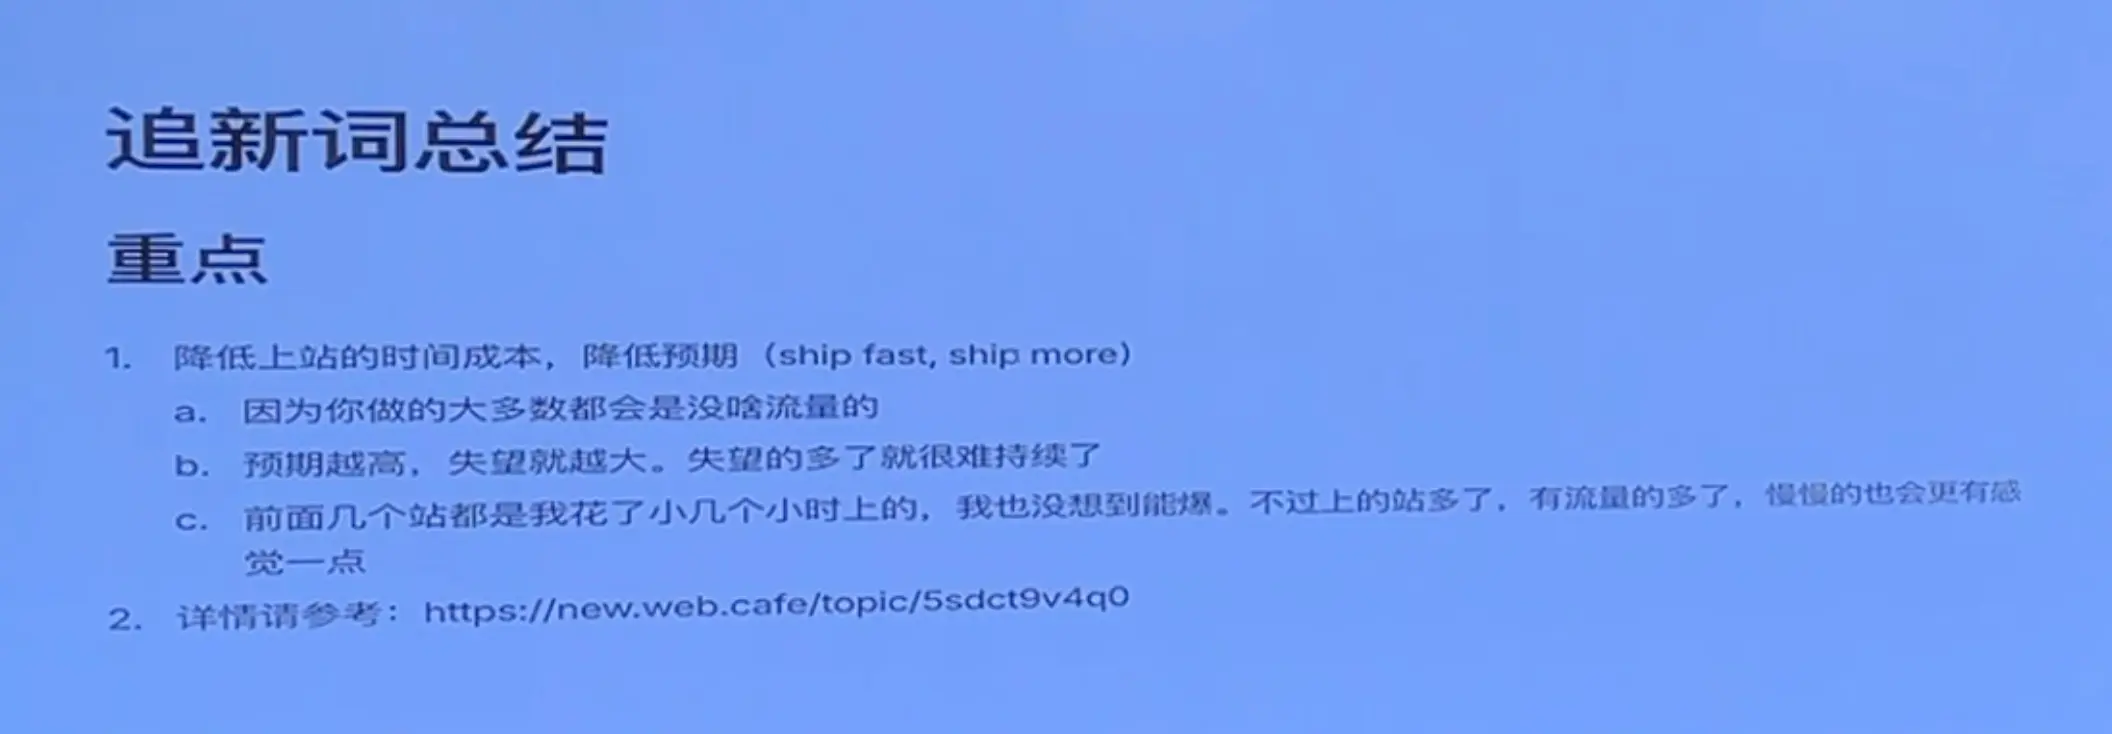 追新词总结
重点
1. 降低上站的时间成本，降低预期（ship fast, ship more）
a. 因为你做的大多数都会是没啥流量的
b. 预期越高，失望就越大。失望的多了就很难持续了
c. 前面几个站都是我花了小几个小时上的，我也没想到能爆。不过上的站多了，有流量的多了，慢慢的也会更有感
觉一点
2. 详情请参考：https://new.web.cafe/topic/5sdct9v4q0